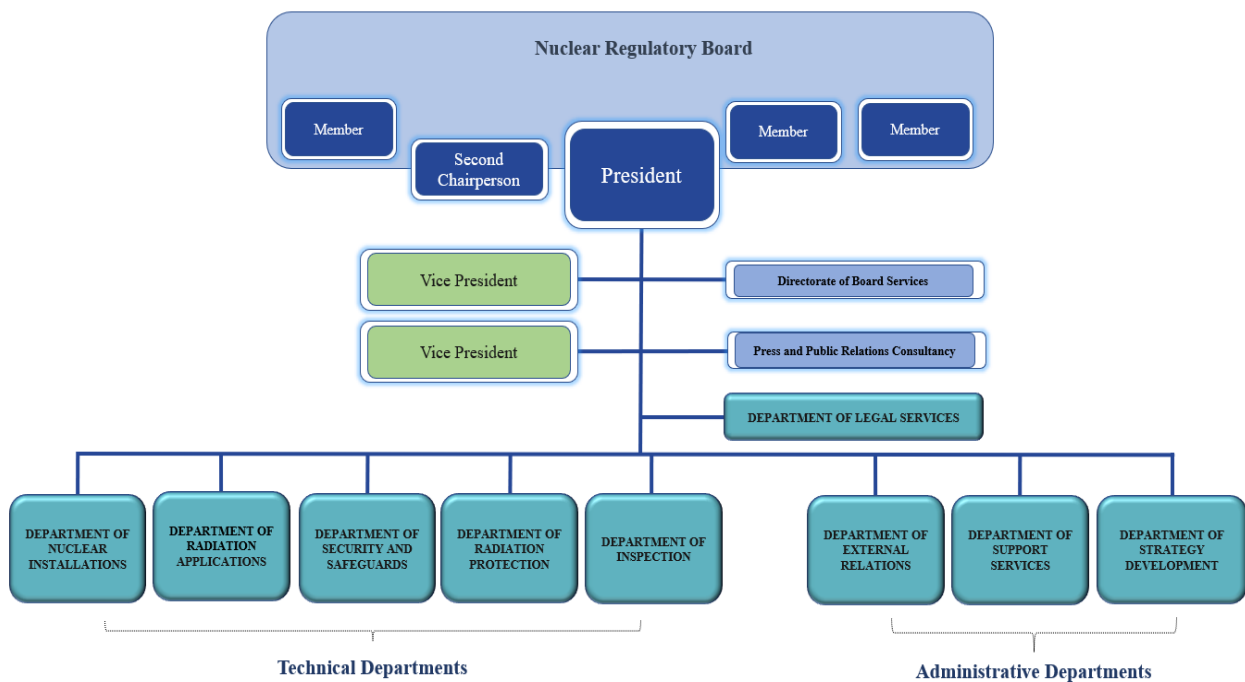 Nuclear Regulatory Board
Member
Second
Chairperson
President
Member
Member
Vice President
Directorate of Board Services
Vice President
Press and Public Relations Consultancy
DEPARTMENT OF LEGAL SERVICES
DEPARTMENT OF
NUCLEAR
INSTALLATIONS
DEPARTMENT OF
RADIATION
APPLICATIONS
DEPARTMENT OF
SECURITY AND
SAFEGUARDS
DEPARTMENT OF
RADIATION
PROTECTION
DEPARTMENT OF
INSPECTION
DEPARTMENT OF
EXTERNAL
RELATIONS
DEPARTMENT OF
SUPPORT
SERVICES
DEPARTMENT OF
STRATEGY
DEVELOPMENT
Technical Departments
Administrative Departments